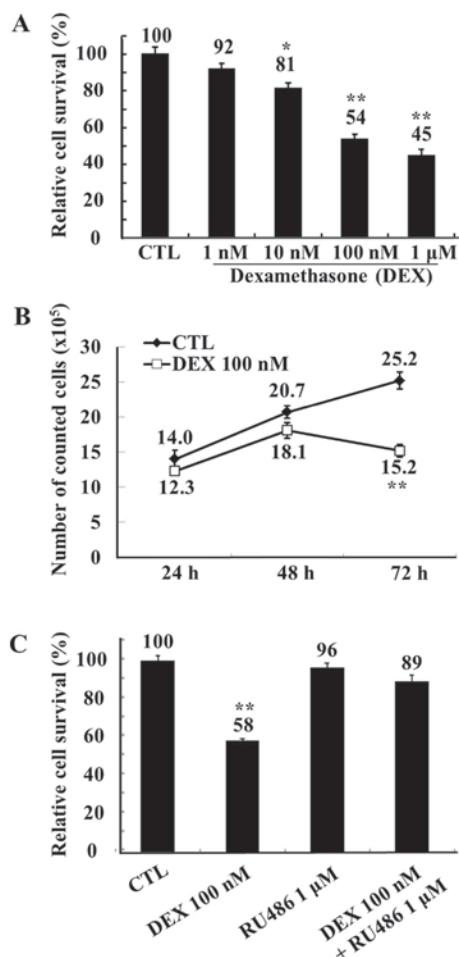 A
Relative cell survival (%)
100
80
60
40
20
0
100
92
*
81
**
54
**
45
CTL
1 nM
10 nM
100 nM
1 µM
Dexamethasone (DEX)
B
Number of counted cells (x10⁵)
30
25
20
15
10
5
0
CTL
DEX 100 nM
14.0
20.7
25.2
12.3
18.1
15.2
**
24 h
48 h
72 h
C
Relative cell survival (%)
100
80
60
40
20
0
100
**
58
96
89
CTL
DEX 100 nM
RU486 1 µM
DEX 100 nM
+ RU486 1 µM